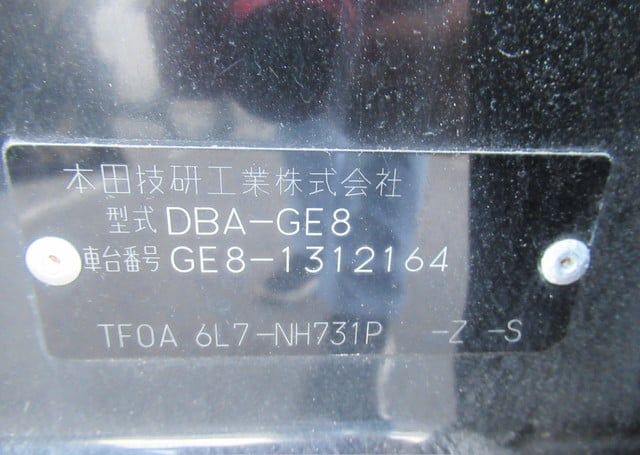 本田技研工業株式会社
型式 DBA-GE8
車台番号 GE8-1312164
TF0A 6L7-NH731P -Z -S